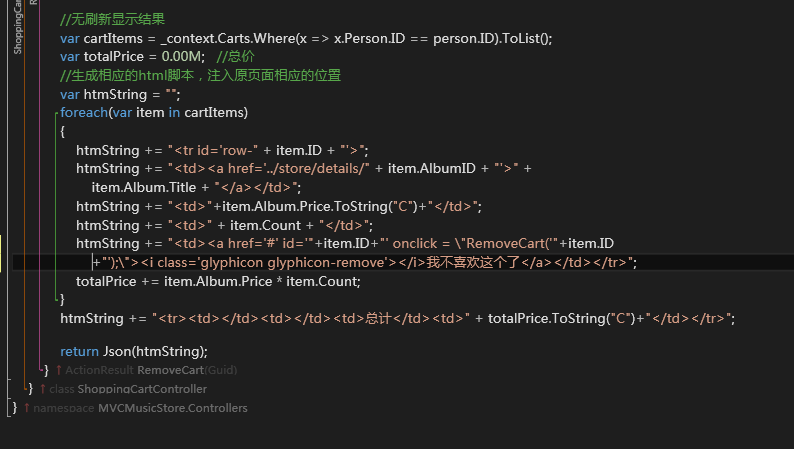 ShoppingCar
R
//无刷新显示结果
var cartItems = _context.Carts.Where(x => x.Person.ID == person.ID).ToList();
var totalPrice = 0.00M;   //总价
//生成相应的html脚本，注入原页面相应的位置
var htmString = "";
foreach(var item in cartItems)
{
htmString += "<tr id='row-" + item.ID + "'>";
htmString += "<td><a href='../store/details/" + item.AlbumID + "'>" +
item.Album.Title + "</a></td>";
htmString += "<td>"+item.Album.Price.ToString("C")+"</td>";
htmString += "<td>" + item.Count + "</td>";
htmString += "<td><a href='#' id='"+item.ID+"' onclick = \"RemoveCart('"+item.ID
+"');\"><i class='glyphicon glyphicon-remove'></i>我不喜欢这个了</a></td></tr>";
totalPrice += item.Album.Price * item.Count;
}
htmString += "<tr><td></td><td></td><td>总计</td><td>" + totalPrice.ToString("C")+"</td></tr>";
return Json(htmString);
} ↑ ActionResult RemoveCart(Guid)
} ↑ class ShoppingCartController
} ↑ namespace MVCMusicStore.Controllers